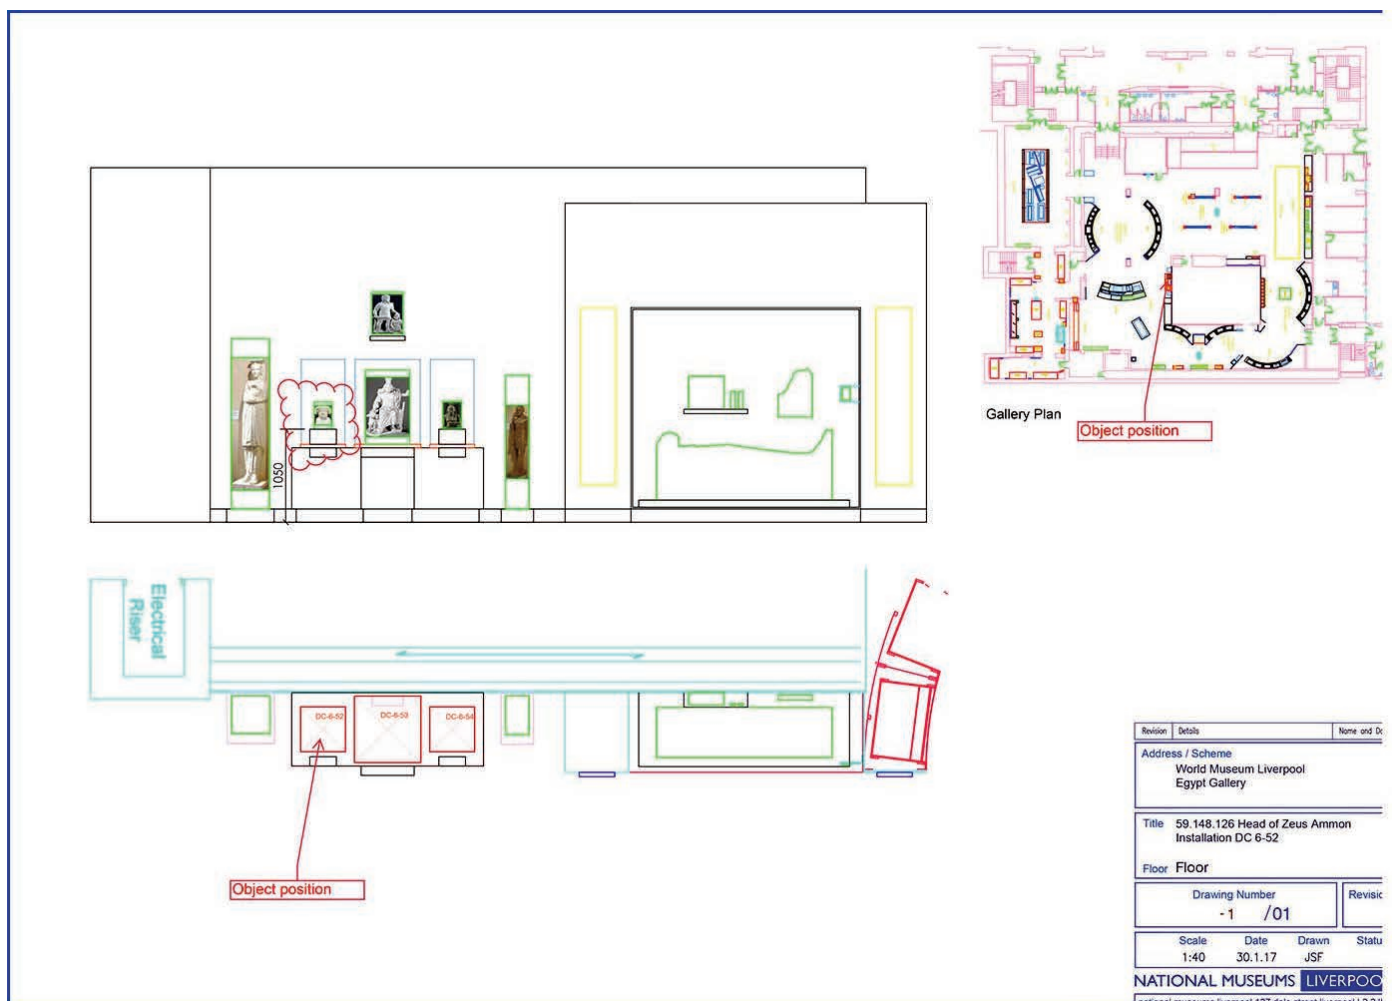 1050
Gallery Plan
Object position
Electrical
Riser
DC-6-52
DC-6-53
DC-6-54
Object position
Revision Details Name and
Address / Scheme
World Museum Liverpool
Egypt Gallery
Title 59.148.126 Head of Zeus Ammon
Installation DC 6-52
Floor Floor
Drawing Number
-1 /01
Scale Date Drawn
1:40 30.1.17 JSF
NATIONAL MUSEUMS LIVERPOO